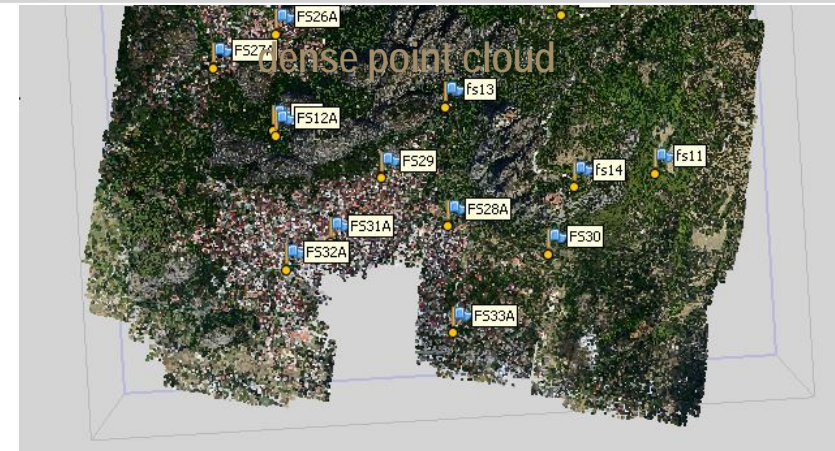 FS26A
FS27A
dense point cloud
fs13
FS12A
FS29
fs14
fs11
FS28A
FS31A
FS30
FS32A
FS33A